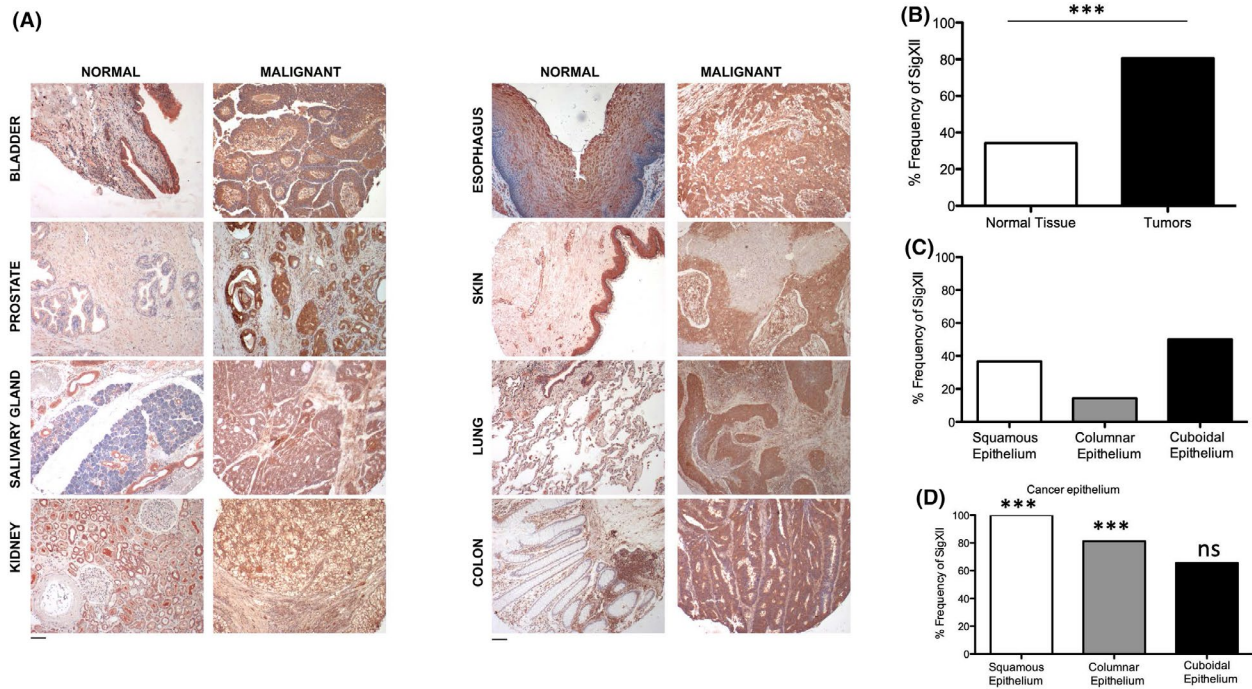 (A)
NORMAL MALIGNANT
BLADDER
PROSTATE
SALIVARY GLAND
KIDNEY
NORMAL MALIGNANT
ESOPHAGUS
SKIN
LUNG
COLON
(B)
% Frequency of SigXII
100
80
60
40
20
0
***
Normal Tissue Tumors
(C)
% Frequency of SigXII
100
80
60
40
20
0
Squamous Columnar Cuboidal
Epithelium Epithelium Epithelium
(D)
Cancer epithelium
% Frequency of SigXII
100
80
60
40
20
0
*** *** ns
Squamous Columnar Cuboidal
Epithelium Epithelium Epithelium